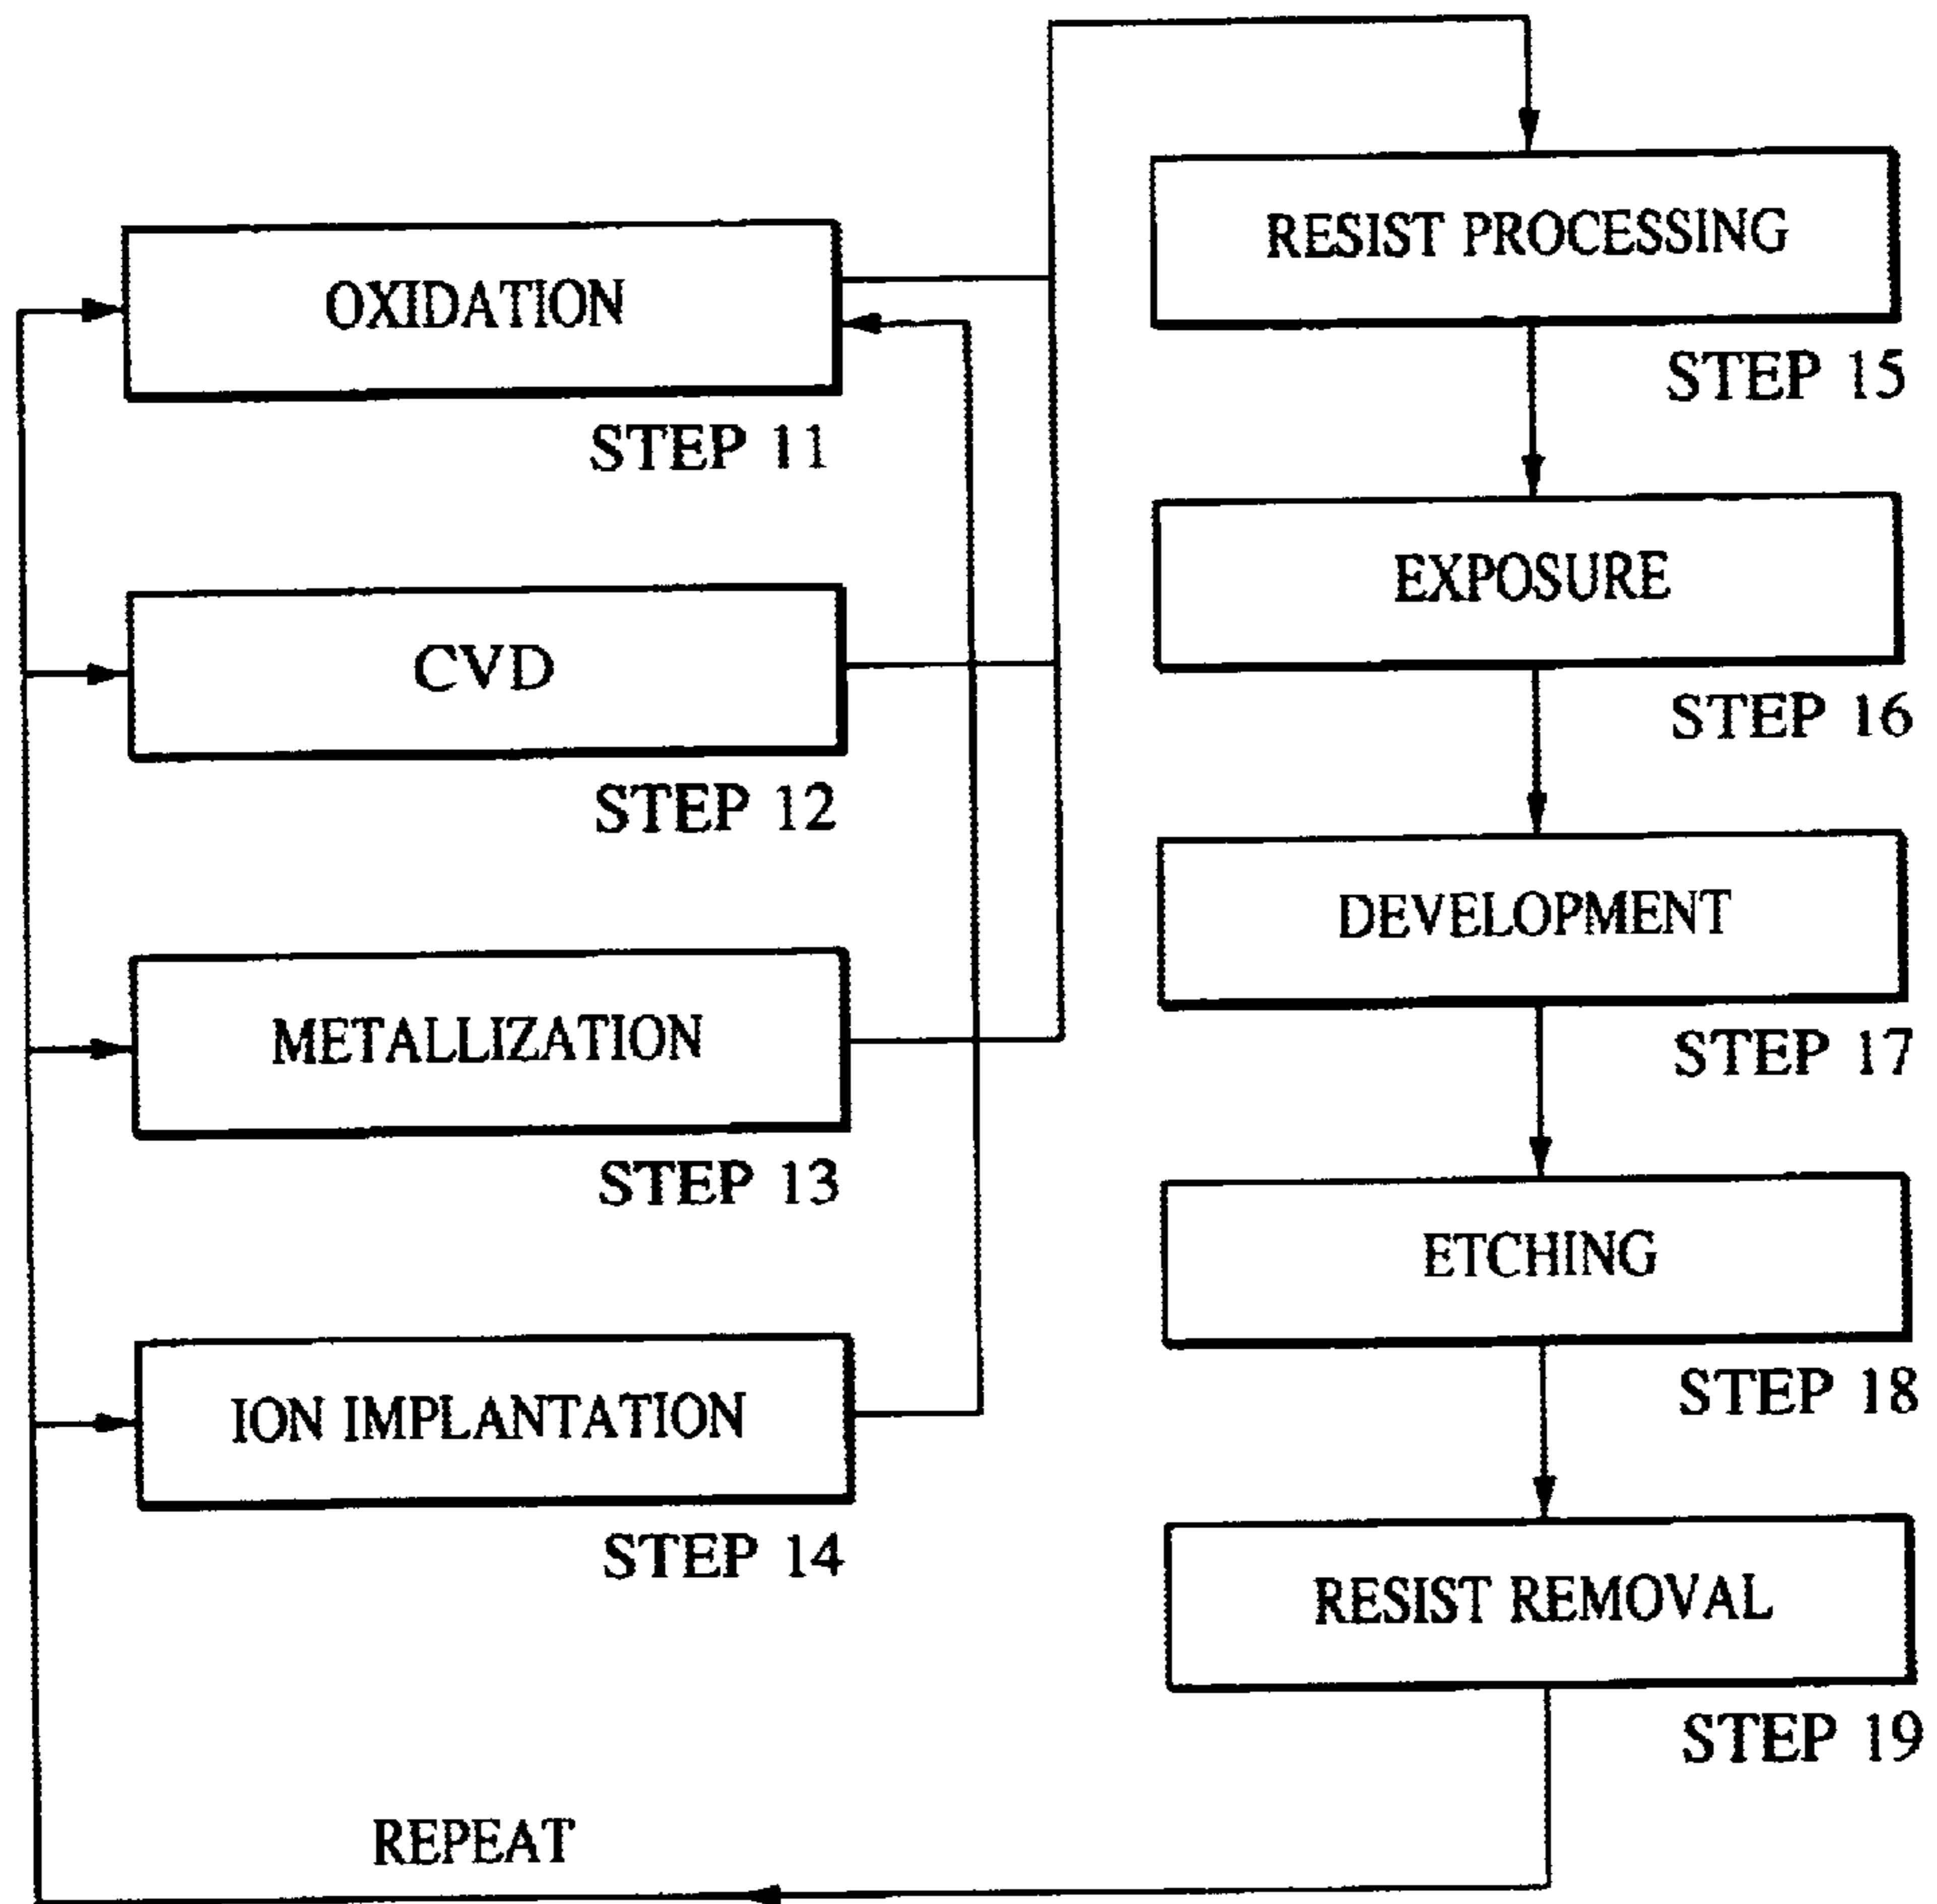 OXIDATION
STEP 11
CVD
STEP 12
METALLIZATION
STEP 13
ION IMPLANTATION
STEP 14
RESIST PROCESSING
STEP 15
EXPOSURE
STEP 16
DEVELOPMENT
STEP 17
ETCHING
STEP 18
RESIST REMOVAL
STEP 19
REPEAT